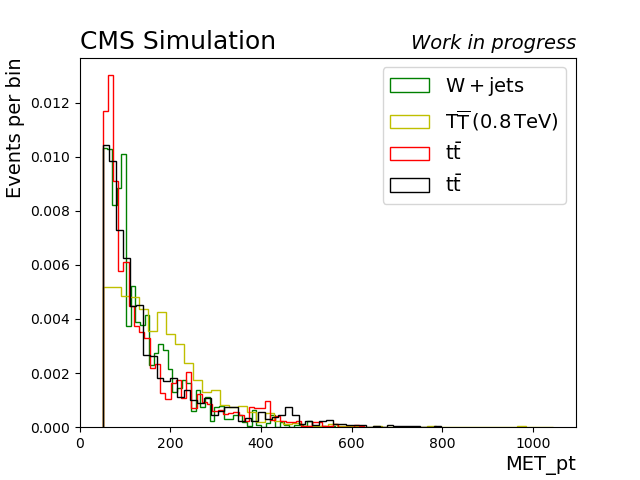 CMS Simulation
Work in progress
Events per bin
0.012
0.010
0.008
0.006
0.004
0.002
0.000
W + jets
TT̅ (0.8 TeV)
tt̄
tt̄
0 200 400 600 800 1000
MET_pt